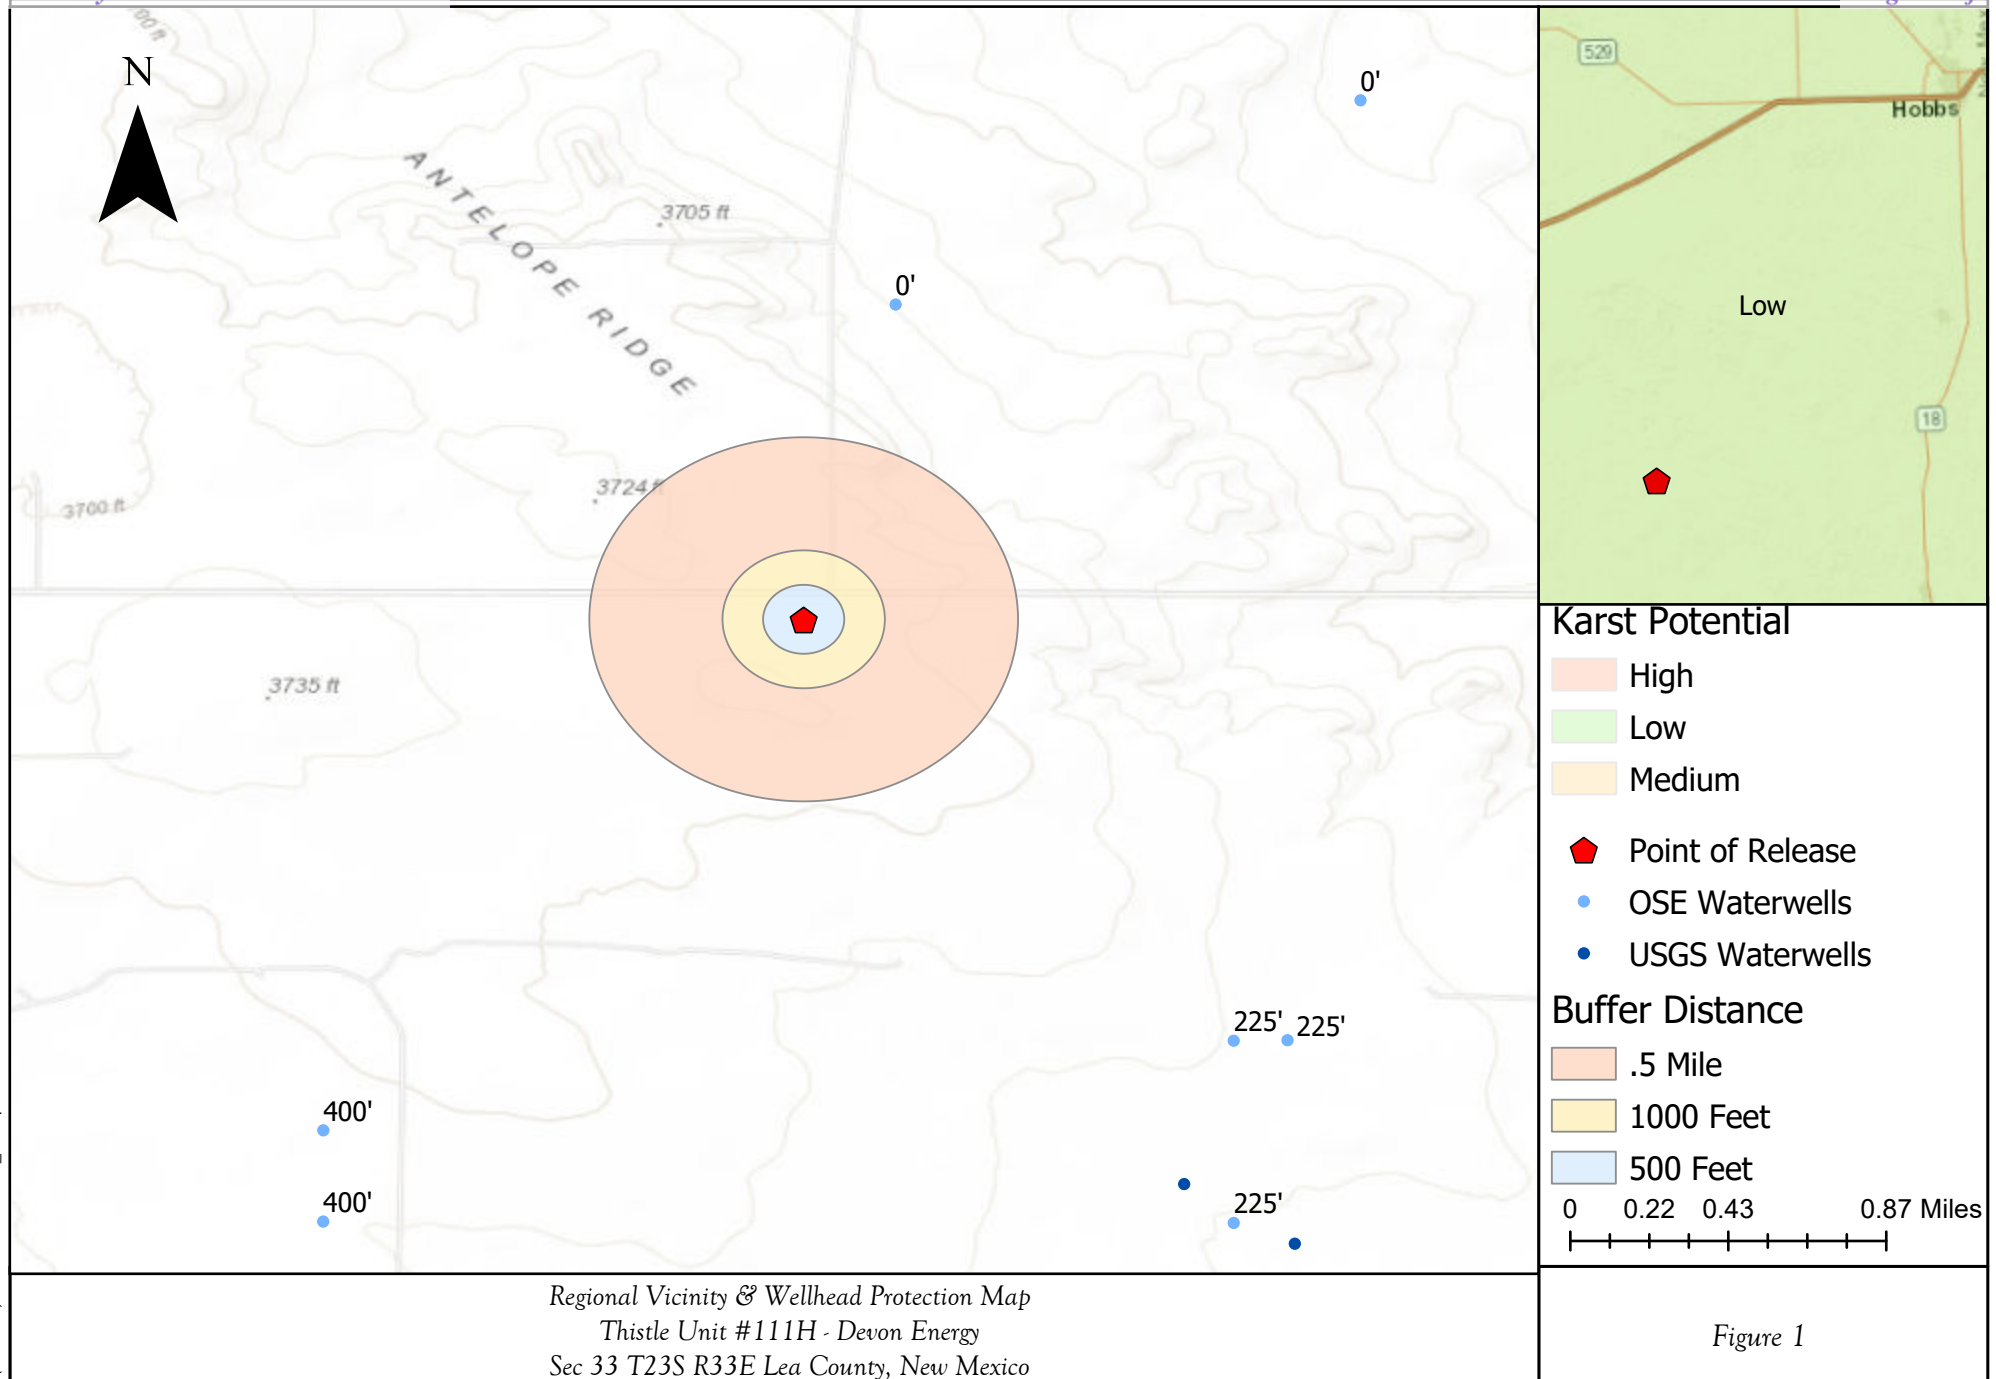 N
ANTELOPE RIDGE
3705 ft
0'
0'
3724 ft
3700 ft
3735 ft
225'
225'
400'
400'
225'
529
Hobbs
Low
18
Karst Potential
High
Low
Medium
Point of Release
OSE Waterwells
USGS Waterwells
Buffer Distance
.5 Mile
1000 Feet
500 Feet
0 0.22 0.43 0.87 Miles
Regional Vicinity & Wellhead Protection Map
Thistle Unit #111H - Devon Energy
Sec 33 T23S R33E Lea County, New Mexico
Figure 1